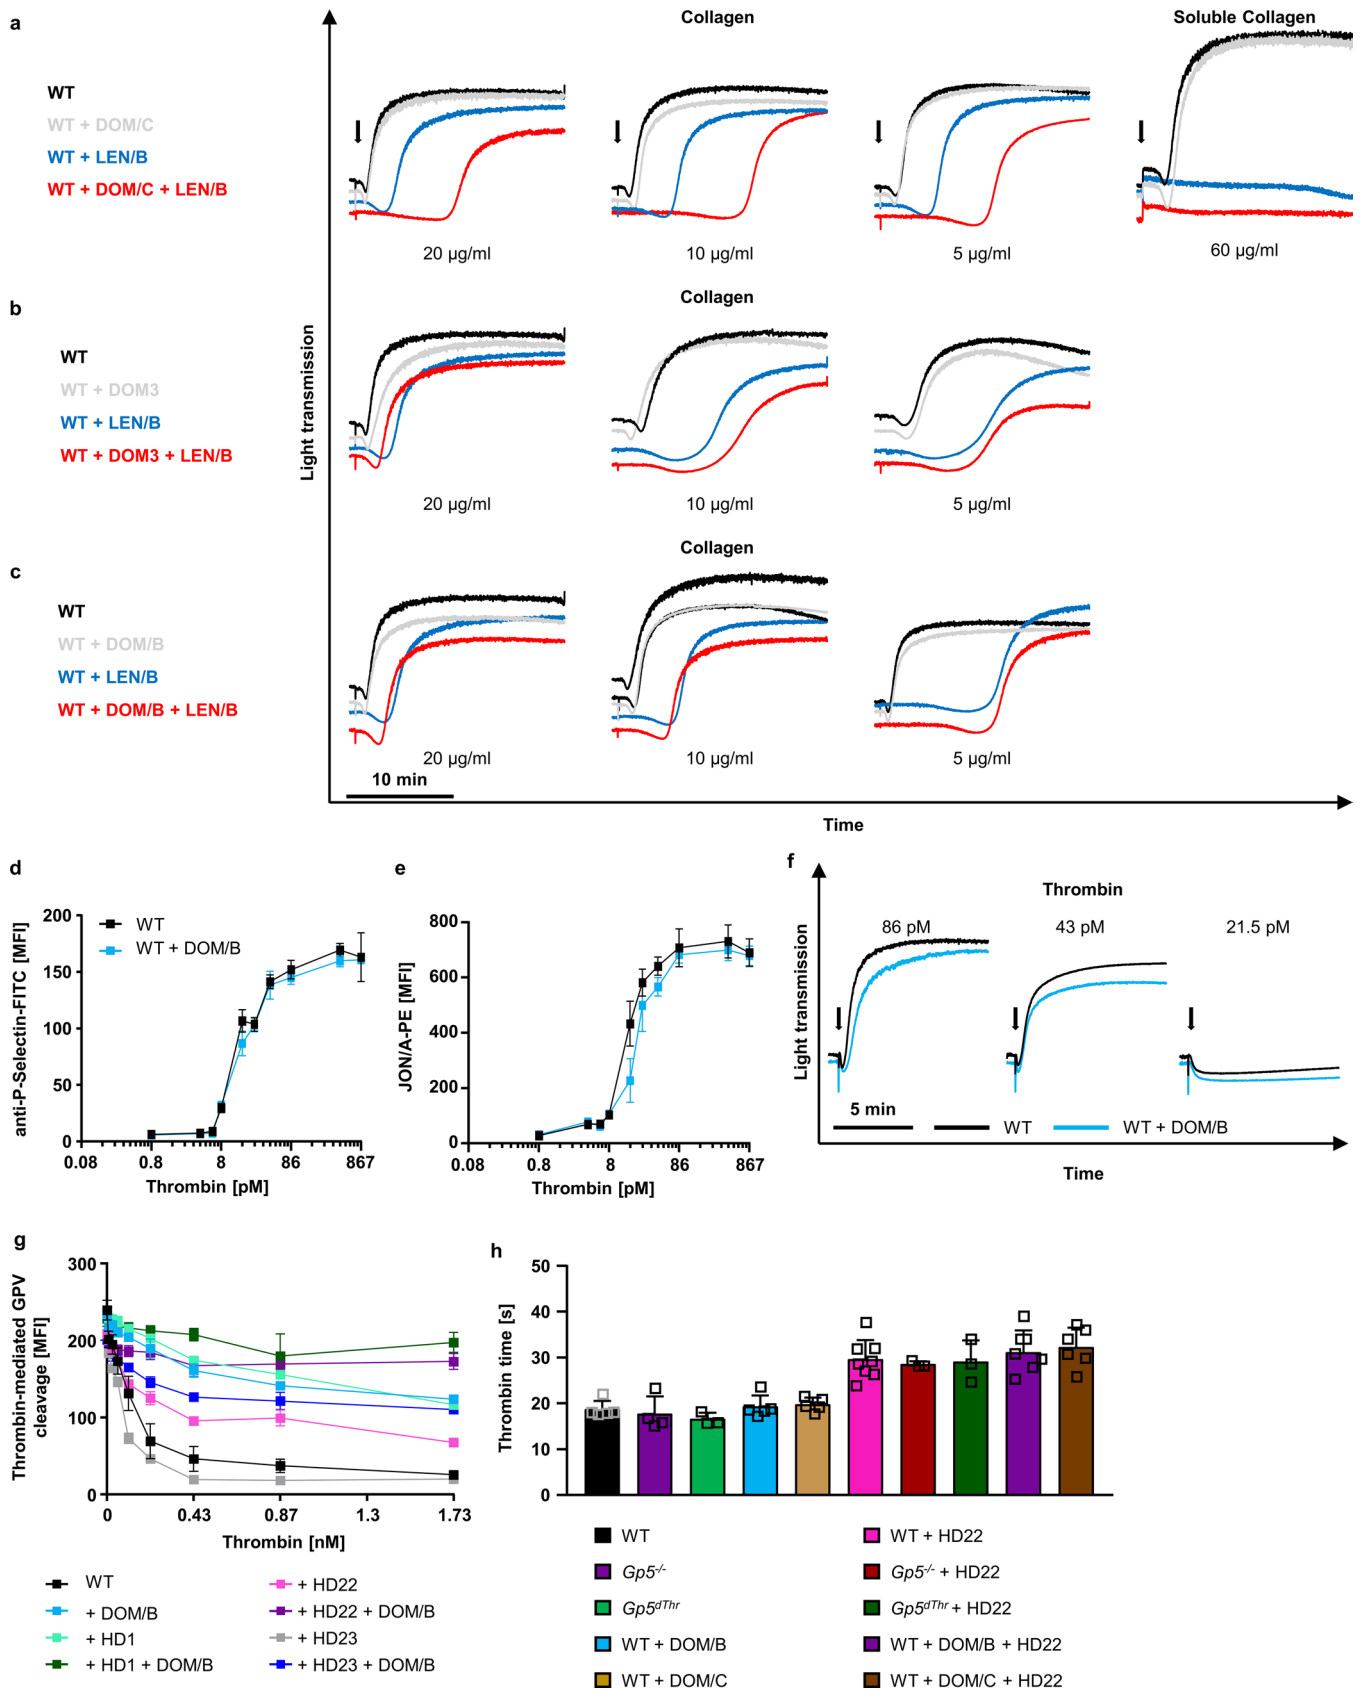 a
Collagen
Soluble Collagen
WT
WT + DOM/C
WT + LEN/B
WT + DOM/C + LEN/B
20 µg/ml
10 µg/ml
5 µg/ml
60 µg/ml
b
Collagen
WT
WT + DOM3
WT + LEN/B
WT + DOM3 + LEN/B
Light transmission
20 µg/ml
10 µg/ml
5 µg/ml
c
Collagen
WT
WT + DOM/B
WT + LEN/B
WT + DOM/B + LEN/B
20 µg/ml
10 µg/ml
5 µg/ml
10 min
Time
d
anti-P-Selectin-FITC [MFI]
200
150
100
50
0
WT
WT + DOM/B
0.08
0.8
8
86
867
Thrombin [pM]
e
JON/A-PE [MFI]
800
600
400
200
0
0.08
0.8
8
86
867
Thrombin [pM]
f
Thrombin
86 pM
43 pM
21.5 pM
Light transmission
5 min
WT
WT + DOM/B
Time
g
Thrombin-mediated GPV
cleavage [MFI]
300
200
100
0
0
0.43
0.87
1.3
1.73
Thrombin [nM]
WT
+ DOM/B
+ HD1
+ HD1 + DOM/B
+ HD22
+ HD22 + DOM/B
+ HD23
+ HD23 + DOM/B
h
Thrombin time [s]
50
40
30
20
10
0
WT
Gp5-/-
Gp5dThr
WT + DOM/B
WT + DOM/C
WT + HD22
Gp5-/- + HD22
Gp5dThr + HD22
WT + DOM/B + HD22
WT + DOM/C + HD22